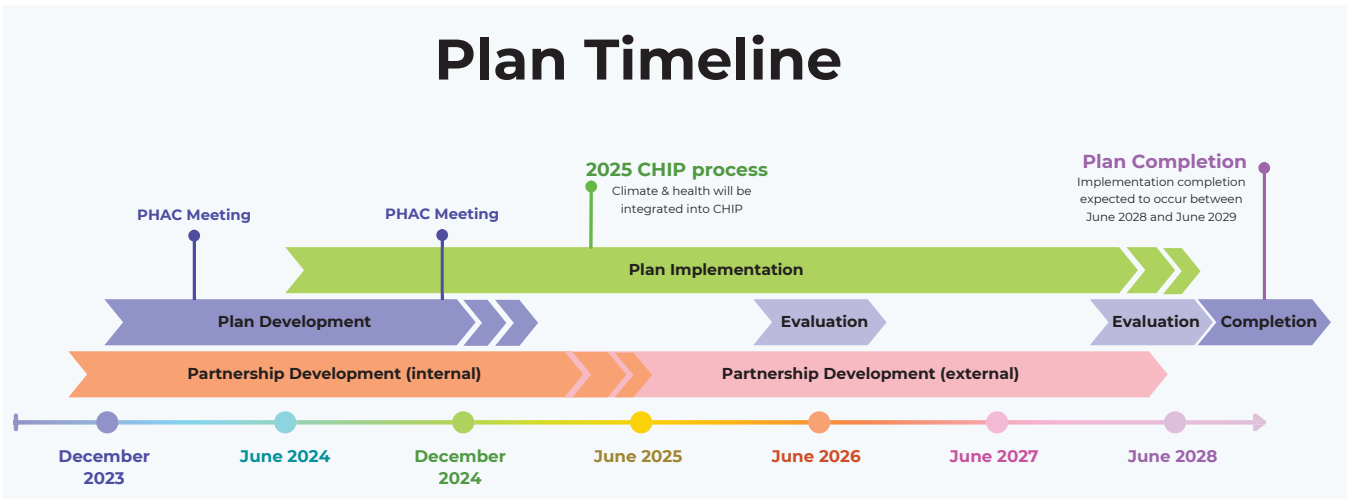 Plan Timeline
2025 CHIP process
Climate & health will be
integrated into CHIP
Plan Completion
Implementation completion
expected to occur between
June 2028 and June 2029
PHAC Meeting
PHAC Meeting
Plan Implementation
Plan Development
Evaluation
Evaluation
Completion
Partnership Development (internal)
Partnership Development (external)
December
2023
June 2024
December
2024
June 2025
June 2026
June 2027
June 2028